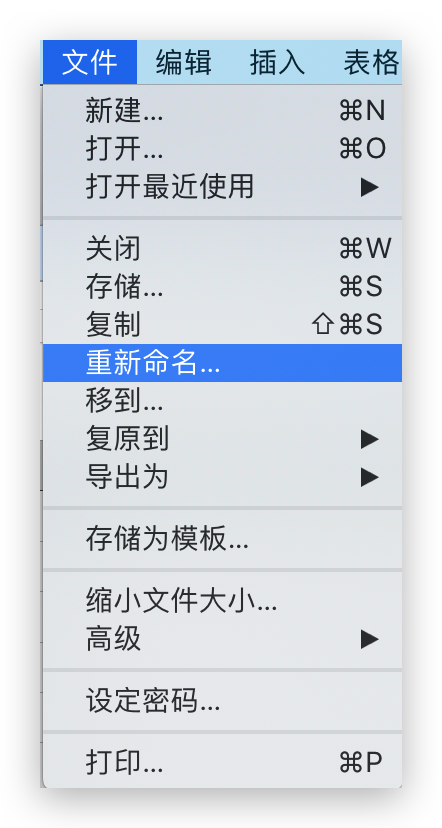 文件 编辑 插入 表格
新建... ⌘N
打开... ⌘O
打开最近使用 ▶
关闭 ⌘W
存储... ⌘S
复制 ⇧⌘S
重新命名...
移到...
复原到 ▶
导出为 ▶
存储为模板...
缩小文件大小...
高级 ▶
设定密码...
打印... ⌘P